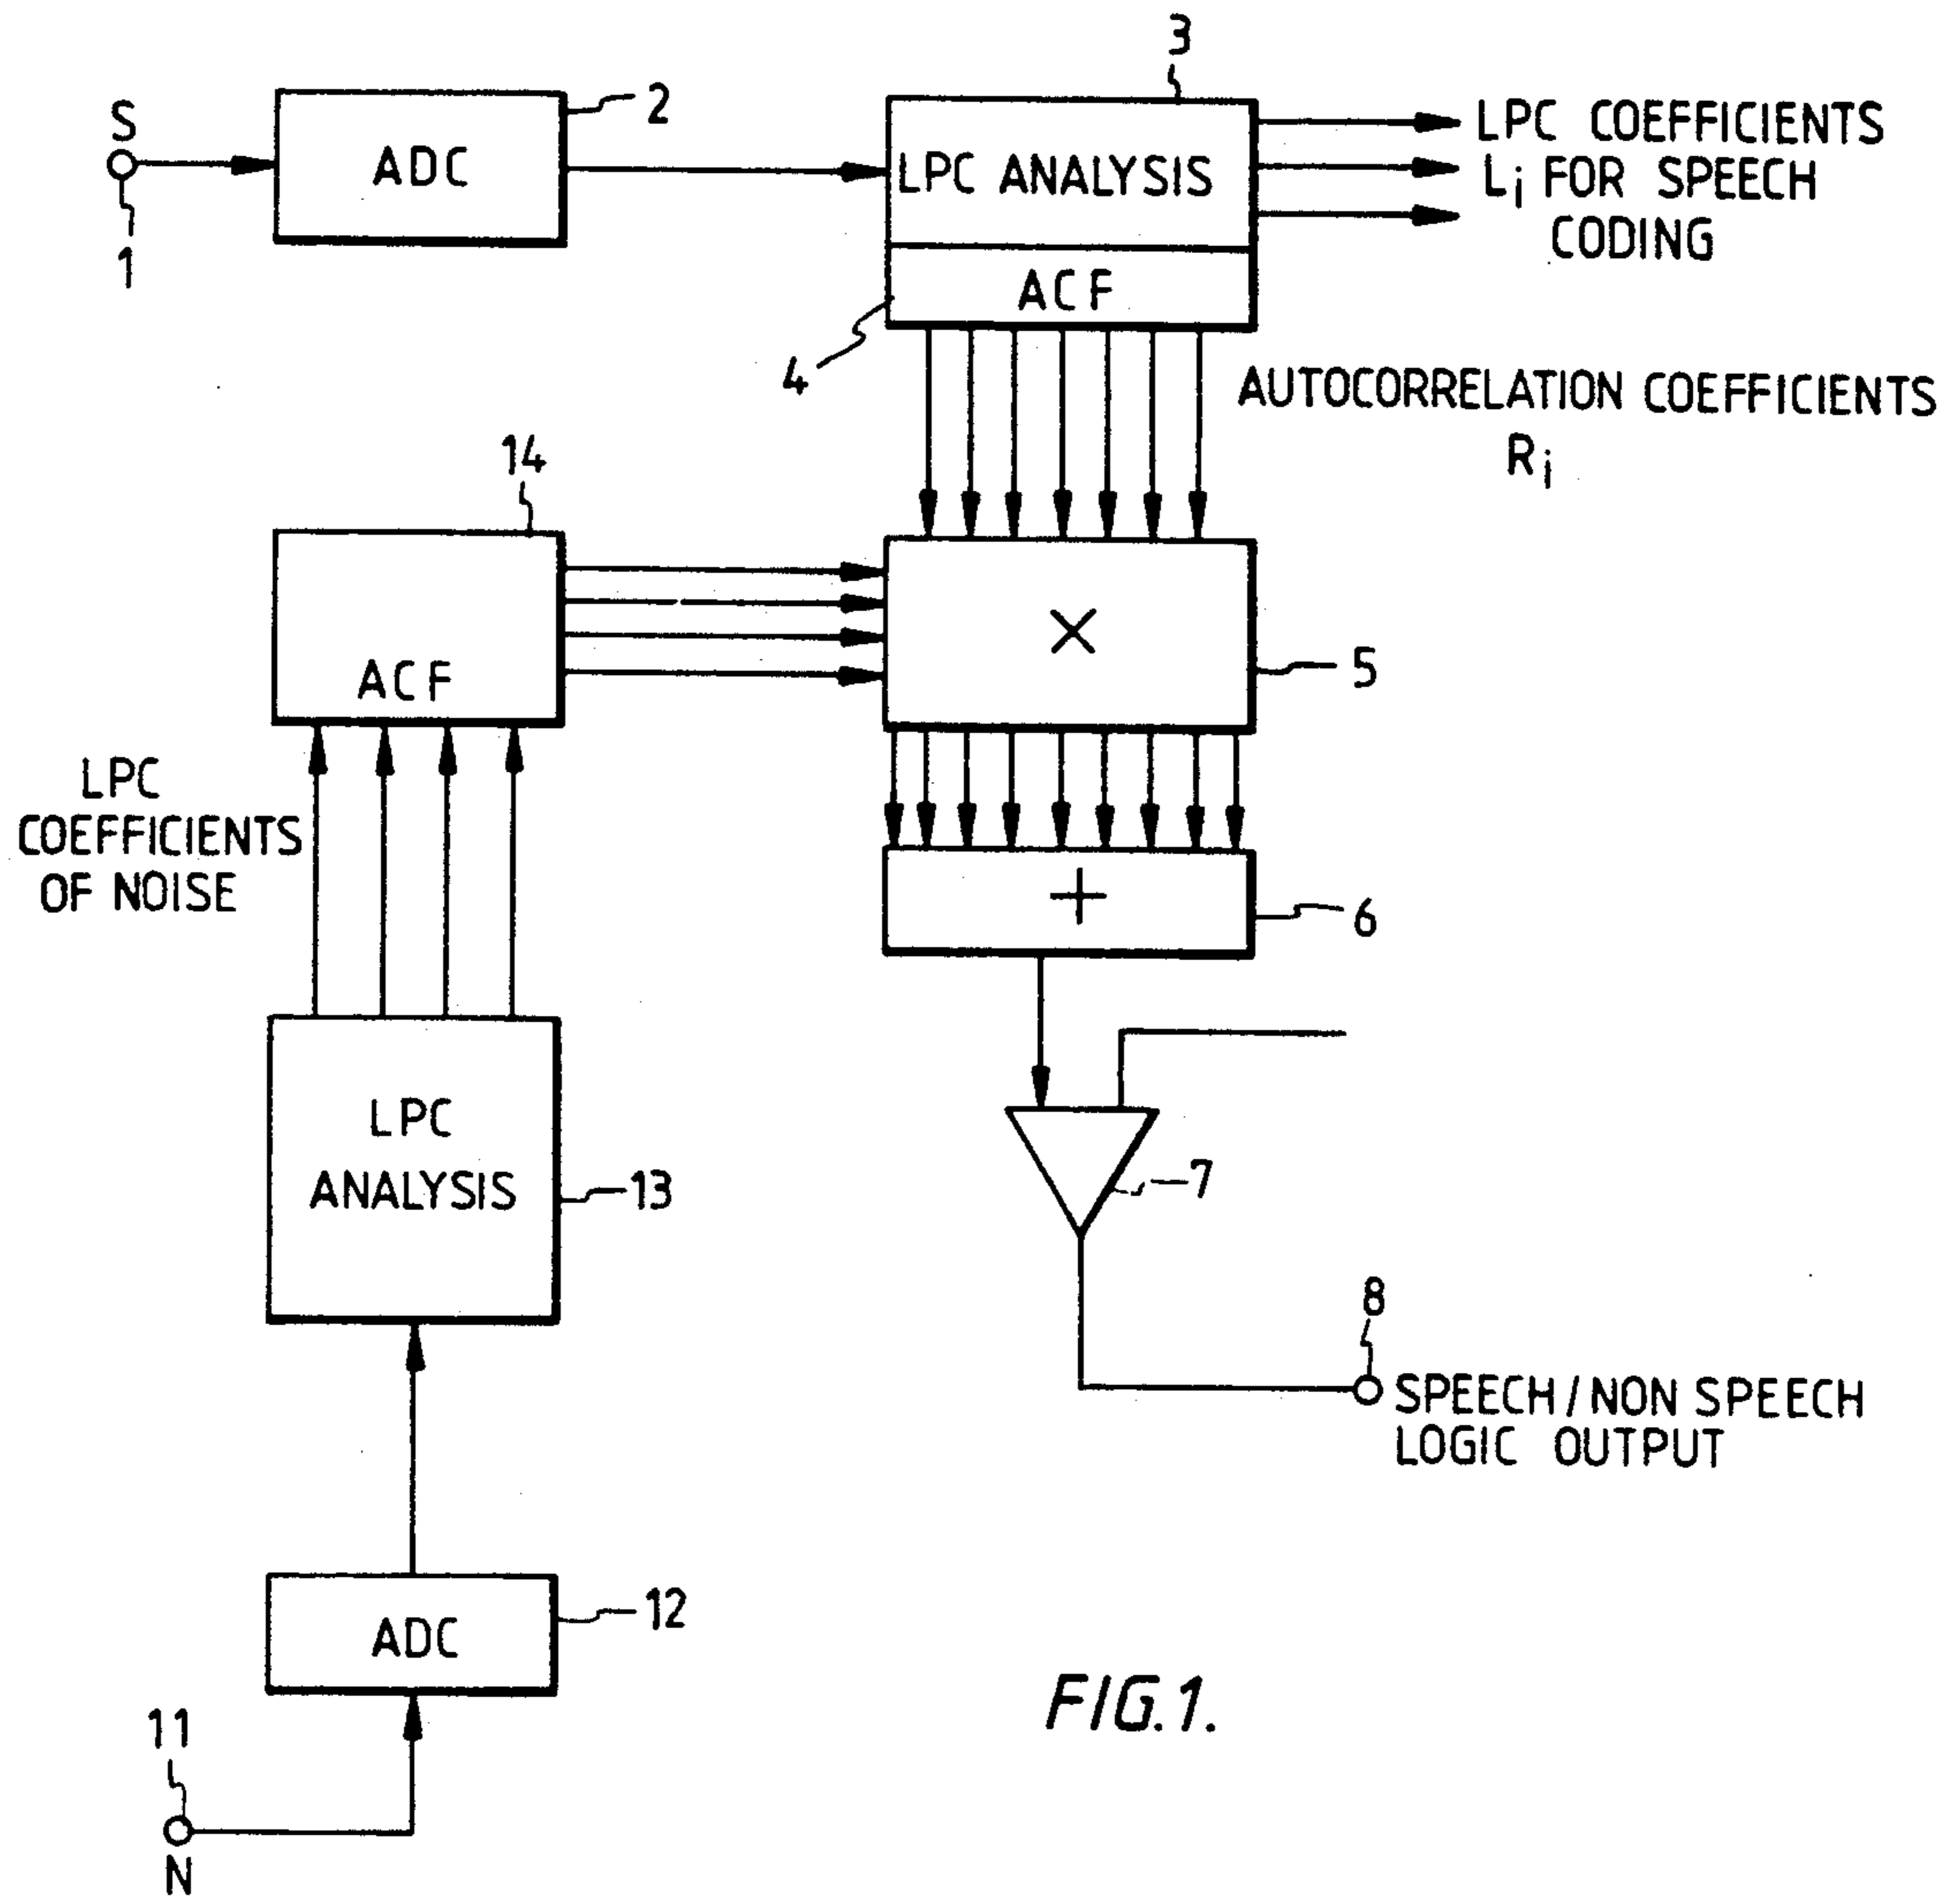 3
S
ADC
2
LPC ANALYSIS
LPC COEFFICIENTS
Li FOR SPEECH
CODING
1
ACF
4
AUTOCORRELATION COEFFICIENTS
Ri
14
ACF
×
5
LPC
COEFFICIENTS
OF NOISE
+
6
LPC
ANALYSIS
13
7
8
SPEECH/NON SPEECH
LOGIC OUTPUT
ADC
12
11
N
FIG.1.